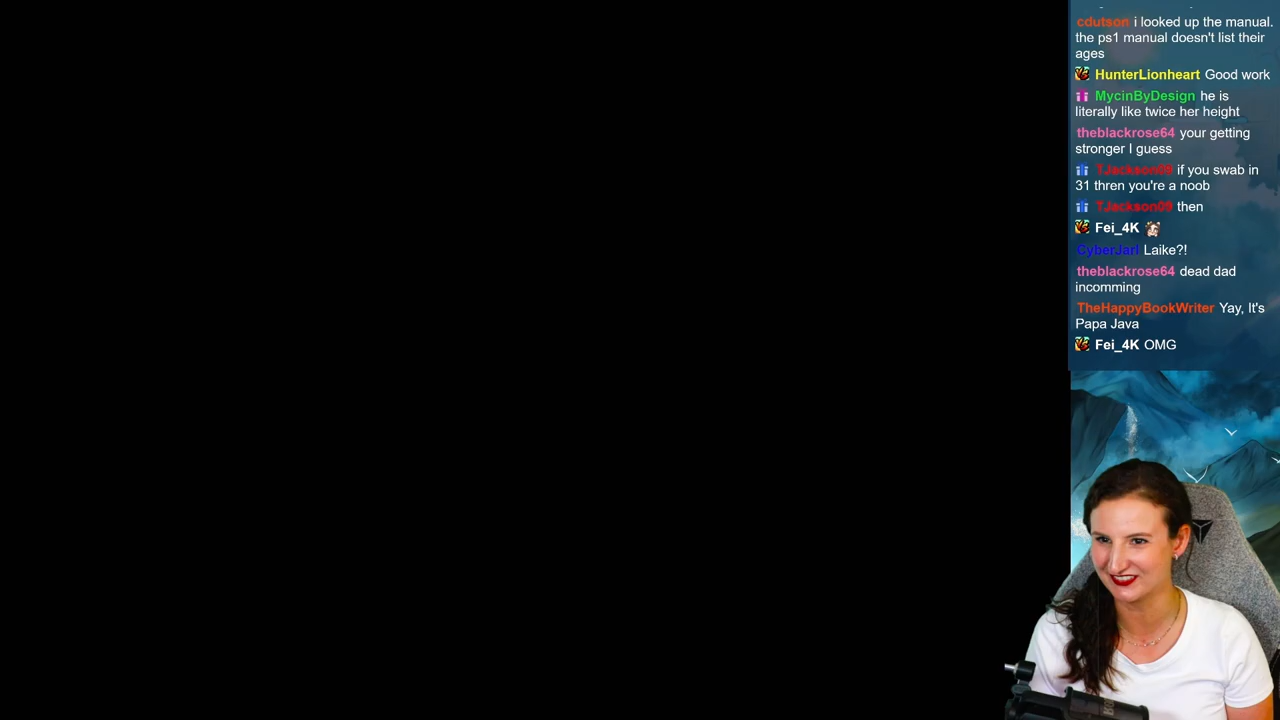 cdutson i looked up the manual.
the ps1 manual doesn't list their
ages
HunterLionheart Good work
MycinByDesign he is
literally like twice her height
theblackrose64 your getting
stronger I guess
TJackson09 if you swab in
31 thren you're a noob
TJackson09 then
Fei_4K
CyberJarl Laike?!
theblackrose64 dead dad
incomming
TheHappyBookWriter Yay, It's
Papa Java
Fei_4K OMG